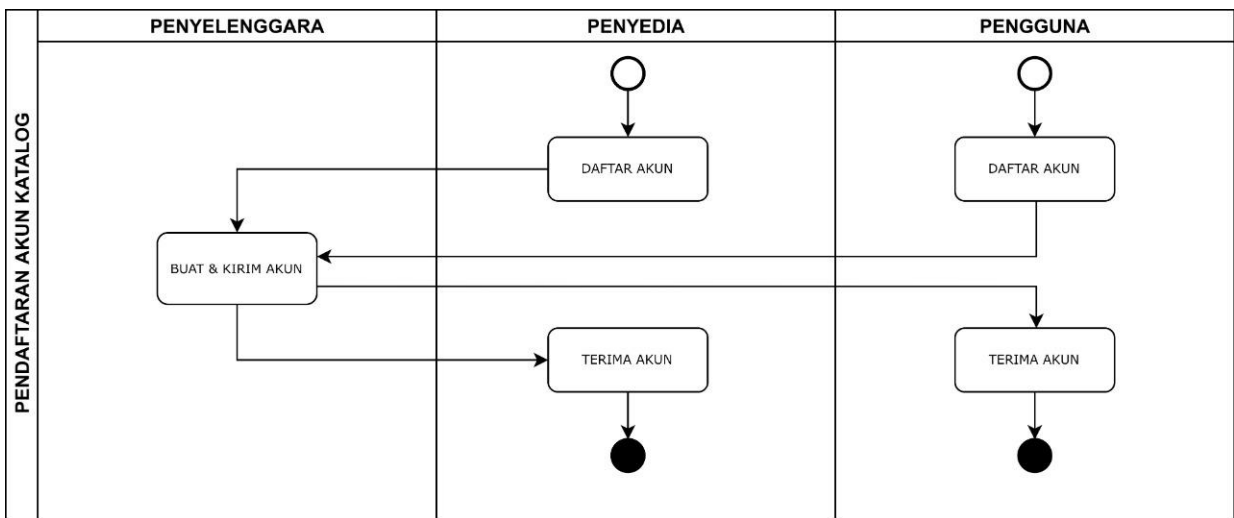 PENYELENGGARA
PENYEDIA
PENGGUNA
PENDAFTARAN AKUN KATALOG
DAFTAR AKUN
DAFTAR AKUN
BUAT & KIRIM AKUN
TERIMA AKUN
TERIMA AKUN